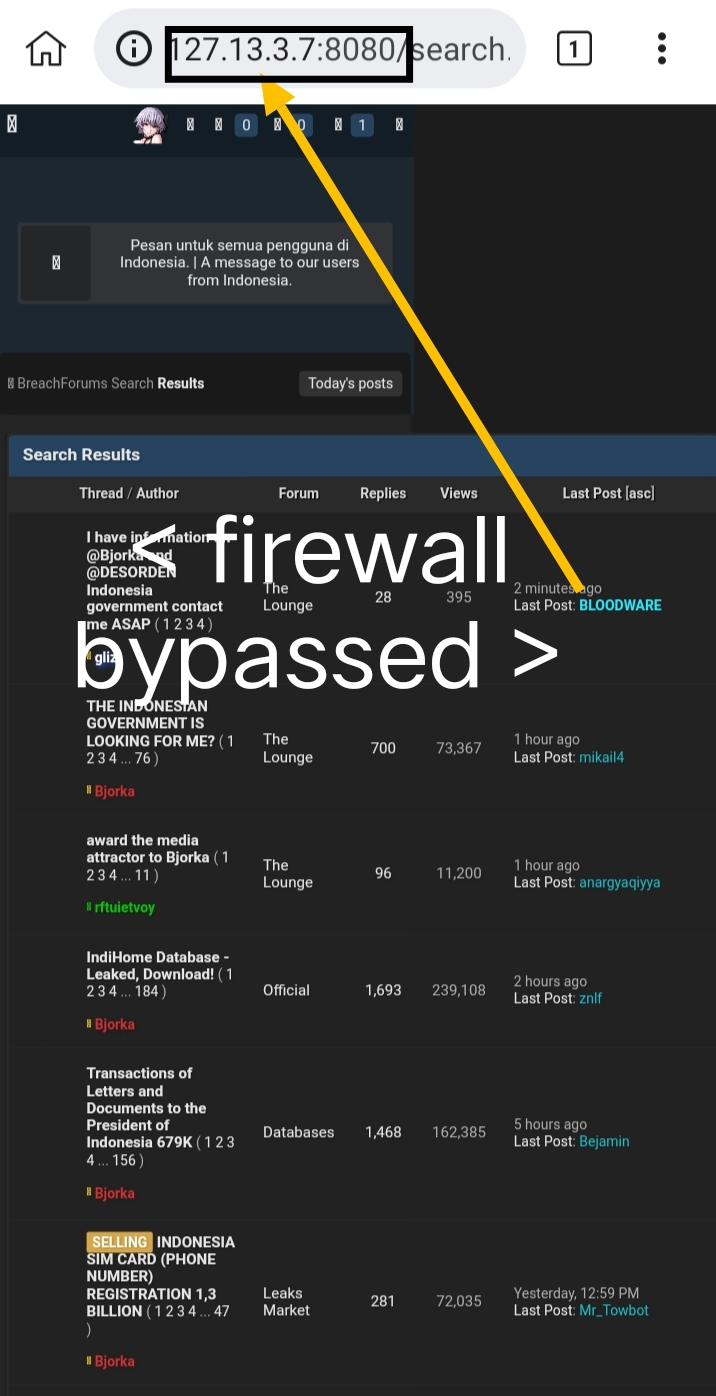 127.13.3.7:8080/search.
1
0
0
1
Pesan untuk semua pengguna di
Indonesia. | A message to our users
from Indonesia.
BreachForums Search Results
Today's posts
Search Results
Thread / Author
Forum
Replies
Views
Last Post [asc]
< firewall
bypassed >
I have information
@Bjorka and
@DESORDEN
Indonesia
government contact
me ASAP ( 1 2 3 4 )
The
Lounge
28
395
2 minutes ago
Last Post: BLOODWARE
THE INDONESIAN
GOVERNMENT IS
LOOKING FOR ME? ( 1
2 3 4 ... 76 )
Bjorka
The
Lounge
700
73,367
1 hour ago
Last Post: mikail4
award the media
attractor to Bjorka ( 1
2 3 4 ... 11 )
rftuietvoy
The
Lounge
96
11,200
1 hour ago
Last Post: anargyaqiyya
IndiHome Database -
Leaked, Download! ( 1
2 3 4 ... 184 )
Bjorka
Official
1,693
239,108
2 hours ago
Last Post: znlf
Transactions of
Letters and
Documents to the
President of
Indonesia 679K ( 1 2 3
4 ... 156 )
Bjorka
Databases
1,468
162,385
5 hours ago
Last Post: Bejamin
SELLING INDONESIA
SIM CARD (PHONE
NUMBER)
REGISTRATION 1,3
BILLION ( 1 2 3 4 ... 47
)
Bjorka
Leaks
Market
281
72,035
Yesterday, 12:59 PM
Last Post: Mr_Towbot